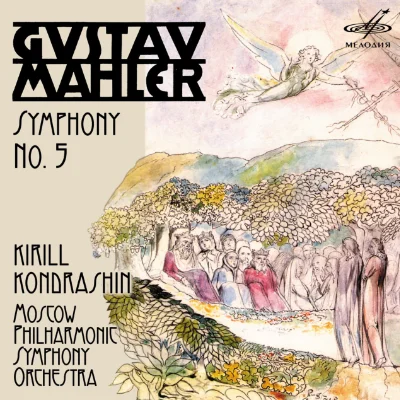 GUSTAV
MAHLER
SYMPHONY
NO. 5
МЕЛОДИЯ
KIRILL
KONDRASHIN
MOSCOW
PHILHARMONIC
SYMPHONY
ORCHESTRA